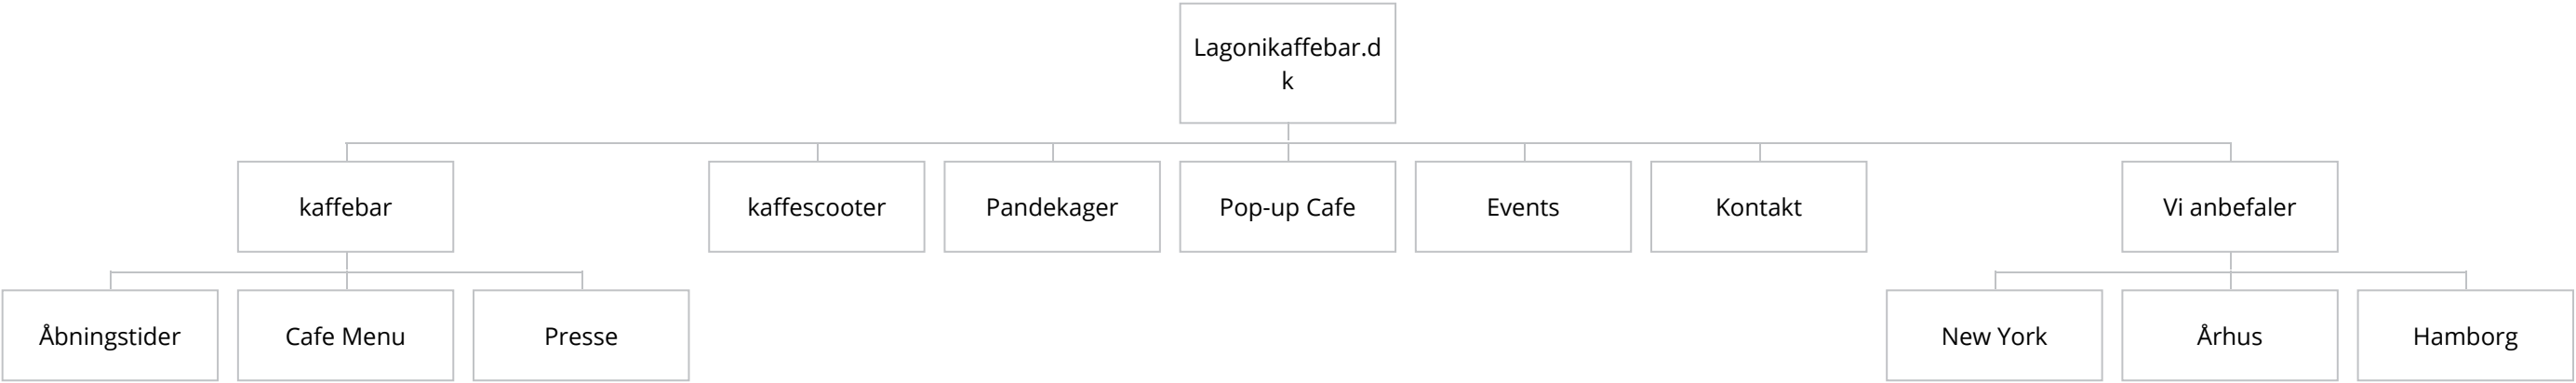 Lagonikaffebar.d
k
kaffebar
kaffescooter
Pandekager
Pop-up Cafe
Events
Kontakt
Vi anbefaler
Åbningstider
Cafe Menu
Presse
New York
Århus
Hamborg